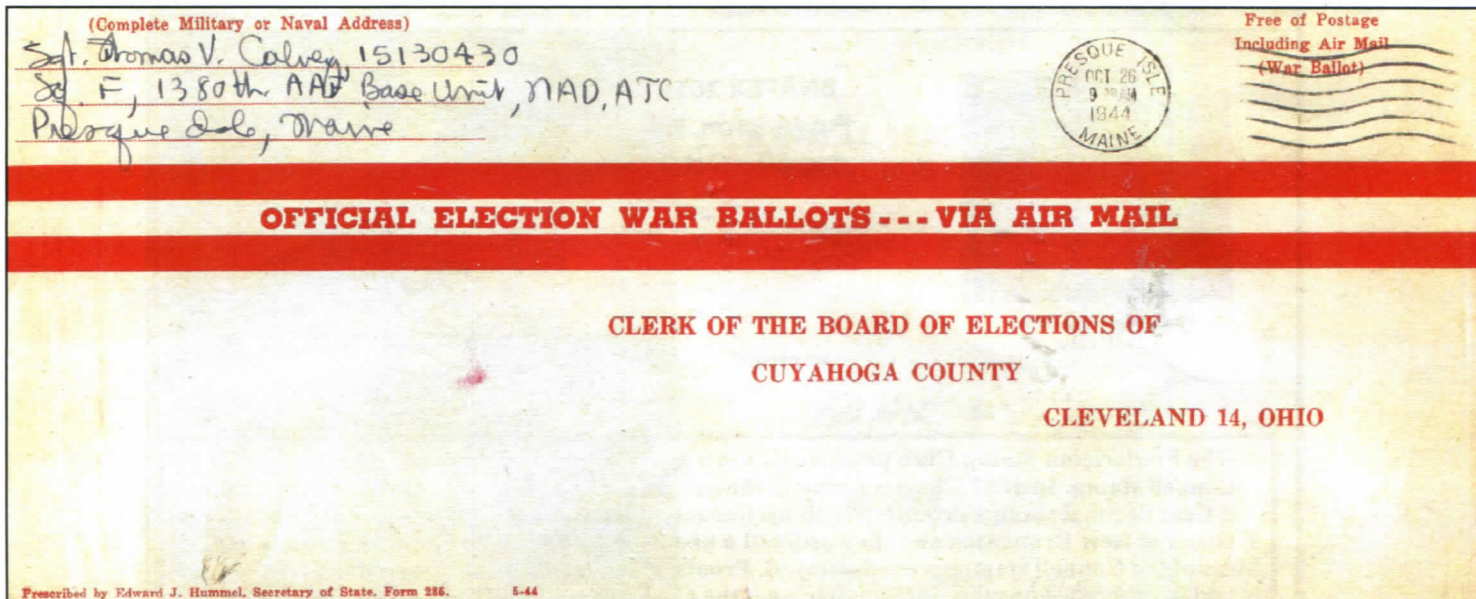 (Complete Military or Naval Address)
Sgt. Thomas V. Calvey 15130430
Sq. F, 1380th AAF Base Unit, NAD, ATC
Presque Isle, Maine
PRESQUE ISLE
OCT 26
9 AM
1944
MAINE
Free of Postage
Including Air Mail
(War Ballot)
OFFICIAL ELECTION WAR BALLOTS---VIA AIR MAIL
CLERK OF THE BOARD OF ELECTIONS OF
CUYAHOGA COUNTY
CLEVELAND 14, OHIO
Prescribed by Edward J. Hummel, Secretary of State. Form 286. 5-44